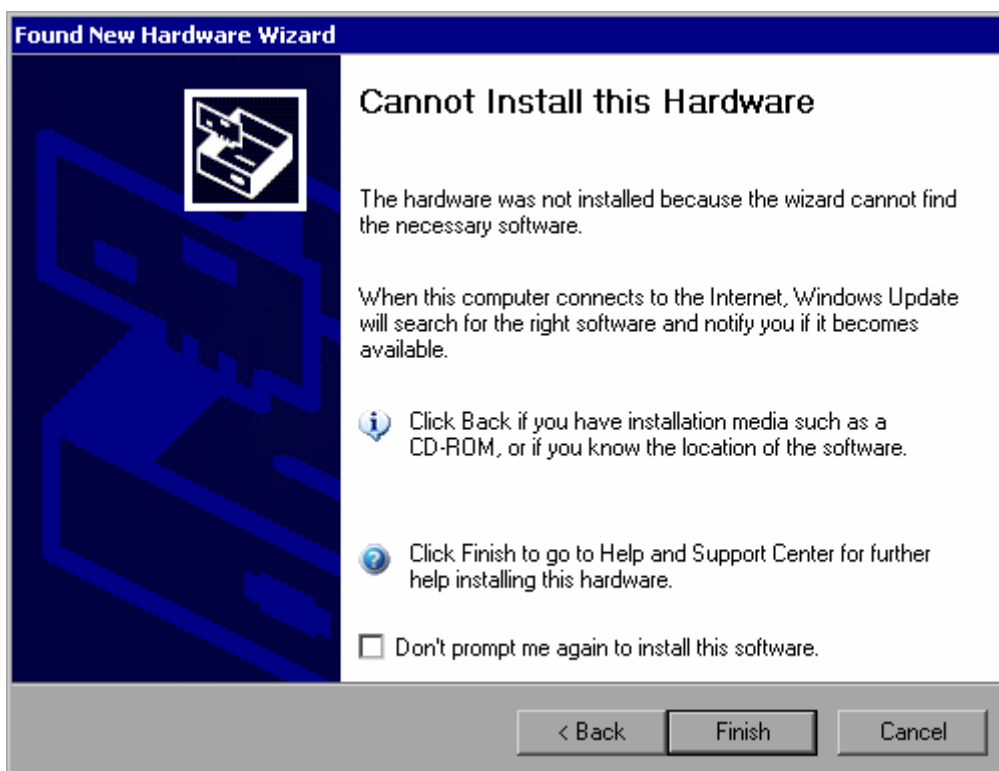 Found New Hardware Wizard
Cannot Install this Hardware
The hardware was not installed because the wizard cannot find
the necessary software.
When this computer connects to the Internet, Windows Update
will search for the right software and notify you if it becomes
available.
Click Back if you have installation media such as a
CD-ROM, or if you know the location of the software.
Click Finish to go to Help and Support Center for further
help installing this hardware.
Don't prompt me again to install this software.
< Back Finish Cancel